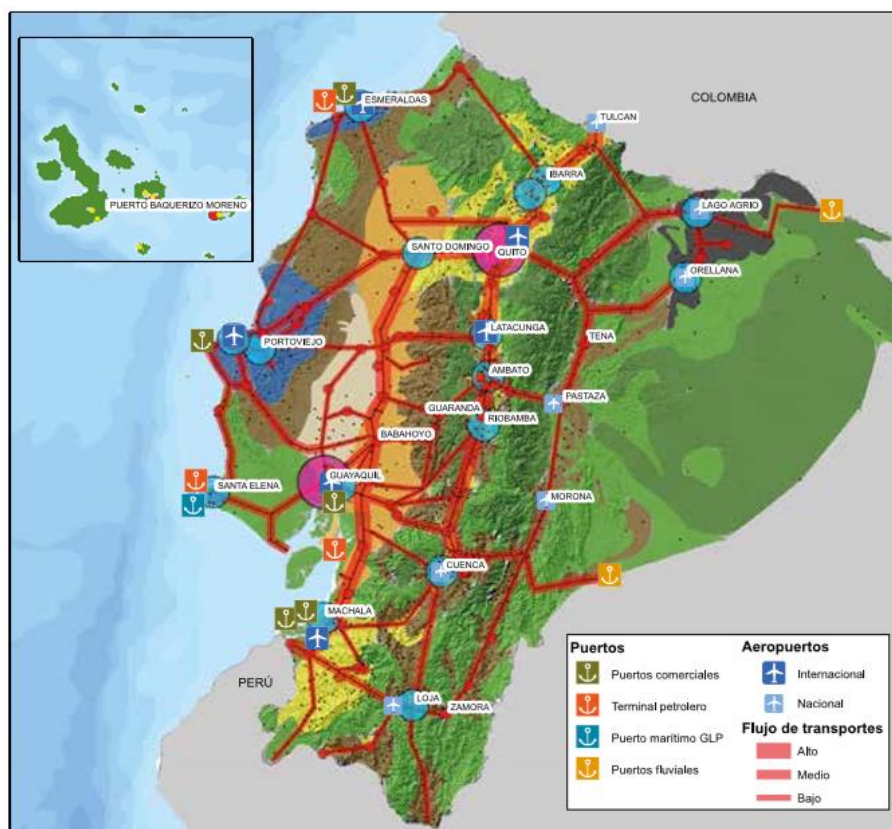 COLOMBIA
ESMERALDAS
TULCAN
IBARRA
PUERTO BAQUERIZO MORENO
LAGO AGRIO
SANTO DOMINGO
QUITO
ORELLANA
LATACUNGA
PORTOVIEJO
TENA
AMBATO
PASTAZA
GUARANDA
RIOBAMBA
BABAHOYO
GUAYAQUIL
SANTA ELENA
MORONA
CUENCA
MACHALA
PERÚ
LOJA
ZAMORA
Puertos
Puertos comerciales
Terminal petrolero
Puerto marítimo GLP
Puertos fluviales
Aeropuertos
Internacional
Nacional
Flujo de transportes
Alto
Medio
Bajo